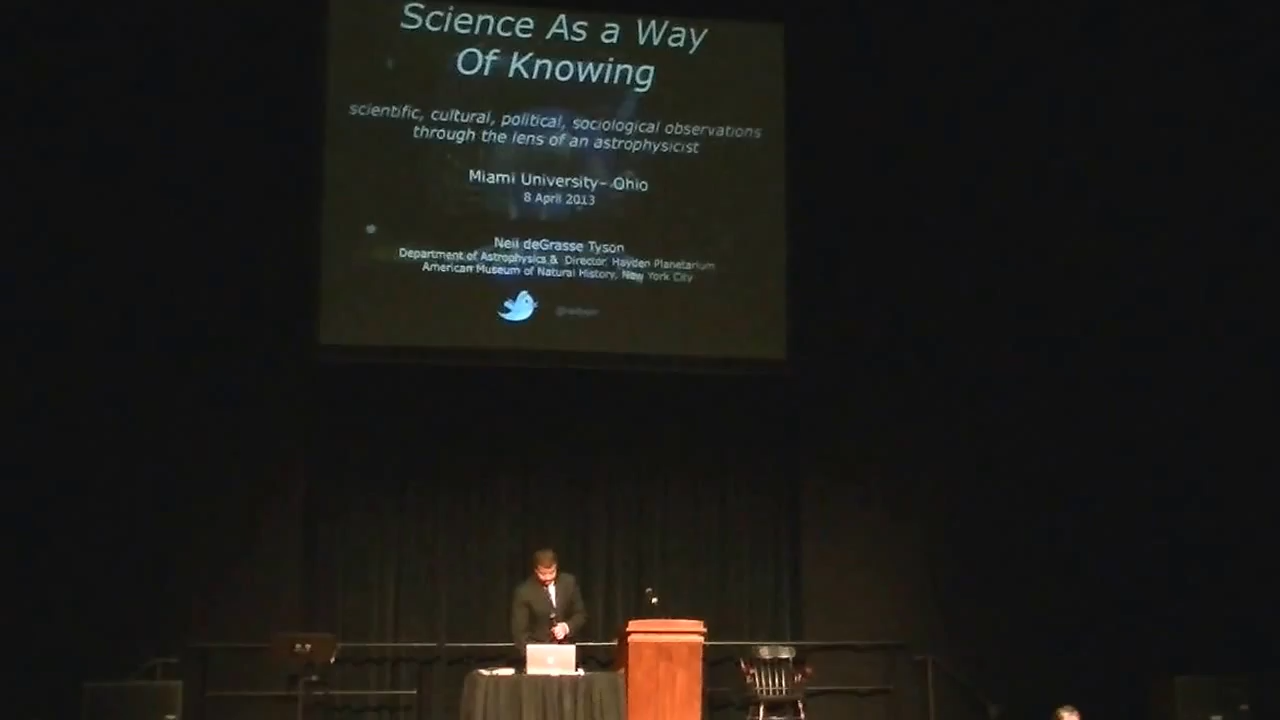 Science As a Way
Of Knowing
scientific, cultural, political, sociological observations
through the lens of an astrophysicist
Miami University– Ohio
8 April 2013
Neil deGrasse Tyson
Department of Astrophysics & Director, Hayden Planetarium
American Museum of Natural History, New York City